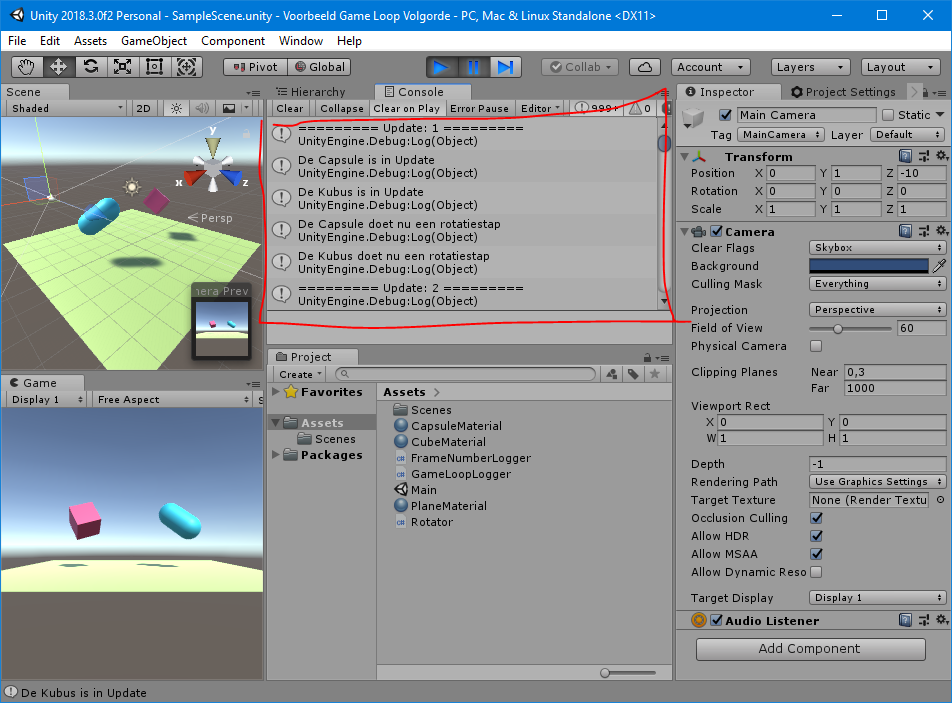 Unity 2018.3.0f2 Personal - SampleScene.unity - Voorbeeld Game Loop Volgorde - PC, Mac & Linux Standalone <DX11>
File Edit Assets GameObject Component Window Help
Pivot Global Collab Account Layers Layout
Scene
Shaded 2D
y
x
z
Persp
nera Prev
Game
Display 1 Free Aspect S
Hierarchy Console
Clear Collapse Clear on Play Error Pause Editor 999+ 0
========= Update: 1 =========
UnityEngine.Debug:Log(Object)
De Capsule is in Update
UnityEngine.Debug:Log(Object)
De Kubus is in Update
UnityEngine.Debug:Log(Object)
De Capsule doet nu een rotatiestap
UnityEngine.Debug:Log(Object)
De Kubus doet nu een rotatiestap
UnityEngine.Debug:Log(Object)
========= Update: 2 =========
UnityEngine.Debug:Log(Object)
Project
Create
Favorites
Assets
Scenes
Packages
Assets
Scenes
CapsuleMaterial
CubeMaterial
FrameNumberLogger
GameLoopLogger
Main
PlaneMaterial
Rotator
Inspector Project Settings
Main Camera Static
Tag MainCamera Layer Default
Transform
Position X 0 Y 1 Z -10
Rotation X 0 Y 0 Z 0
Scale X 1 Y 1 Z 1
Camera
Clear Flags Skybox
Background
Culling Mask Everything
Projection Perspective
Field of View 60
Physical Camera
Clipping Planes Near 0,3
Far 1000
Viewport Rect
X 0 Y 0
W 1 H 1
Depth -1
Rendering Path Use Graphics Settings
Target Texture None (Render Textu
Occlusion Culling
Allow HDR
Allow MSAA
Allow Dynamic Reso
Target Display Display 1
Audio Listener
Add Component
De Kubus is in Update